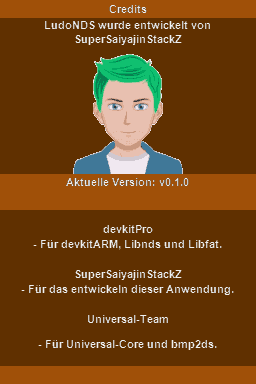 Credits
LudoNDS wurde entwickelt von
SuperSaiyajinStackZ
Aktuelle Version: v0.1.0
devkitPro
- Für devkitARM, Libnds und Libfat.
SuperSaiyajinStackZ
- Für das entwickeln dieser Anwendung.
Universal-Team
- Für Universal-Core und bmp2ds.